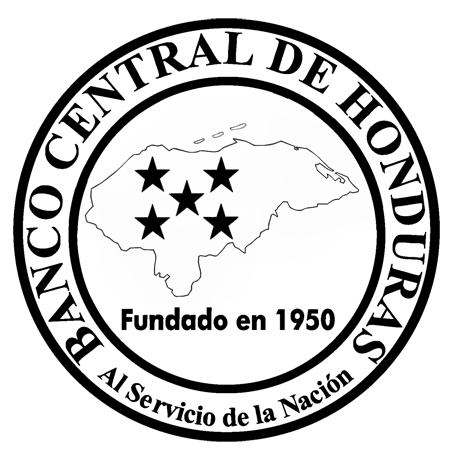 BANCO CENTRAL DE HONDURAS
Fundado en 1950
Al Servicio de la Nación